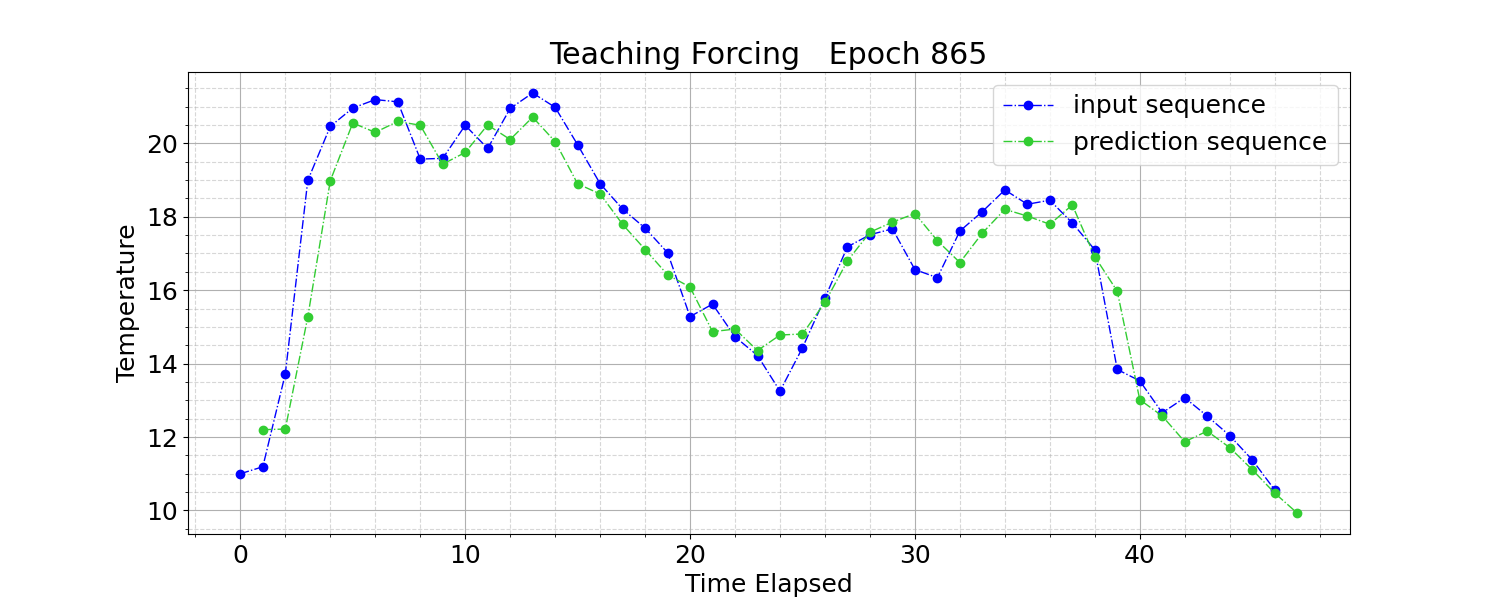 Teaching Forcing   Epoch 865
input sequence
prediction sequence
Temperature
20
18
16
14
12
10
0 10 20 30 40
Time Elapsed